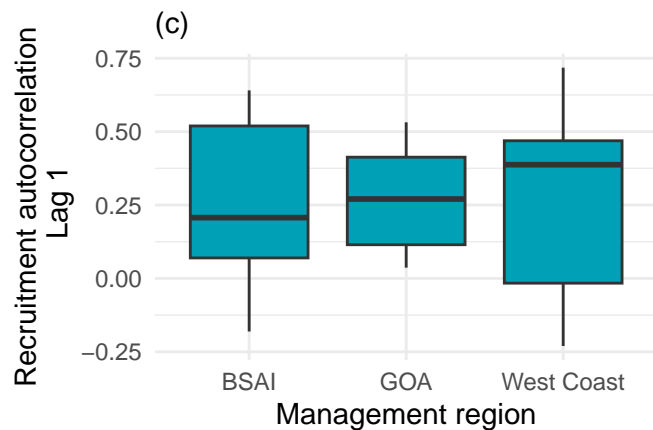 (c)
Recruitment autocorrelation
Lag 1
0.75
0.50
0.25
0.00
−0.25
BSAI
GOA
West Coast
Management region